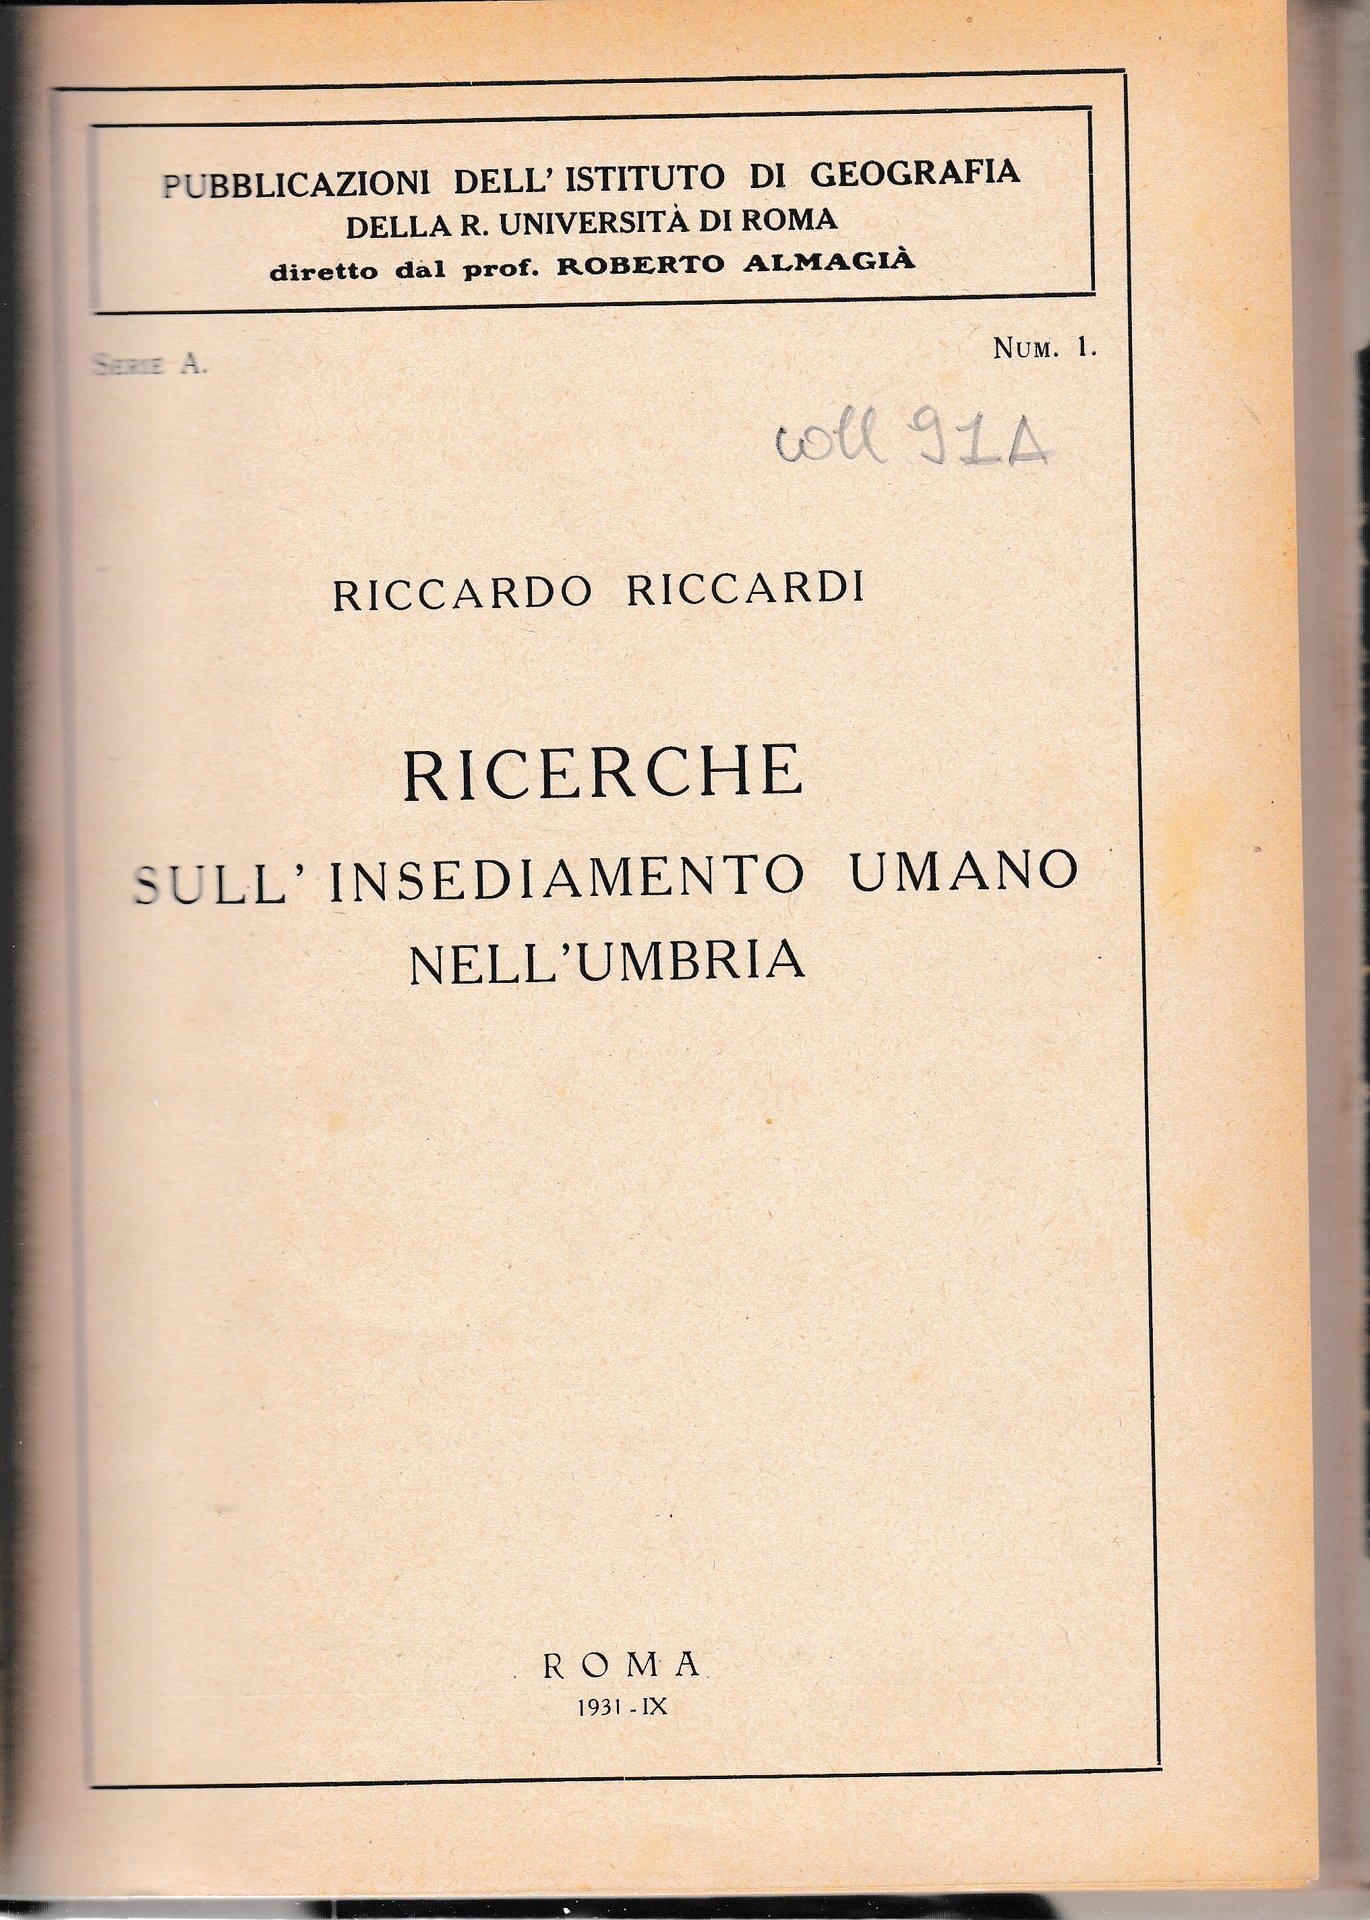 PUBBLICAZIONI DELL' ISTITUTO DI GEOGRAFIA
DELLA R. UNIVERSITÀ DI ROMA
diretto dal prof. ROBERTO ALMAGIÀ
SERIE A.
NUM. 1.
coll 91A
RICCARDO RICCARDI
RICERCHE
SULL' INSEDIAMENTO UMANO
NELL'UMBRIA
ROMA
1931 - IX